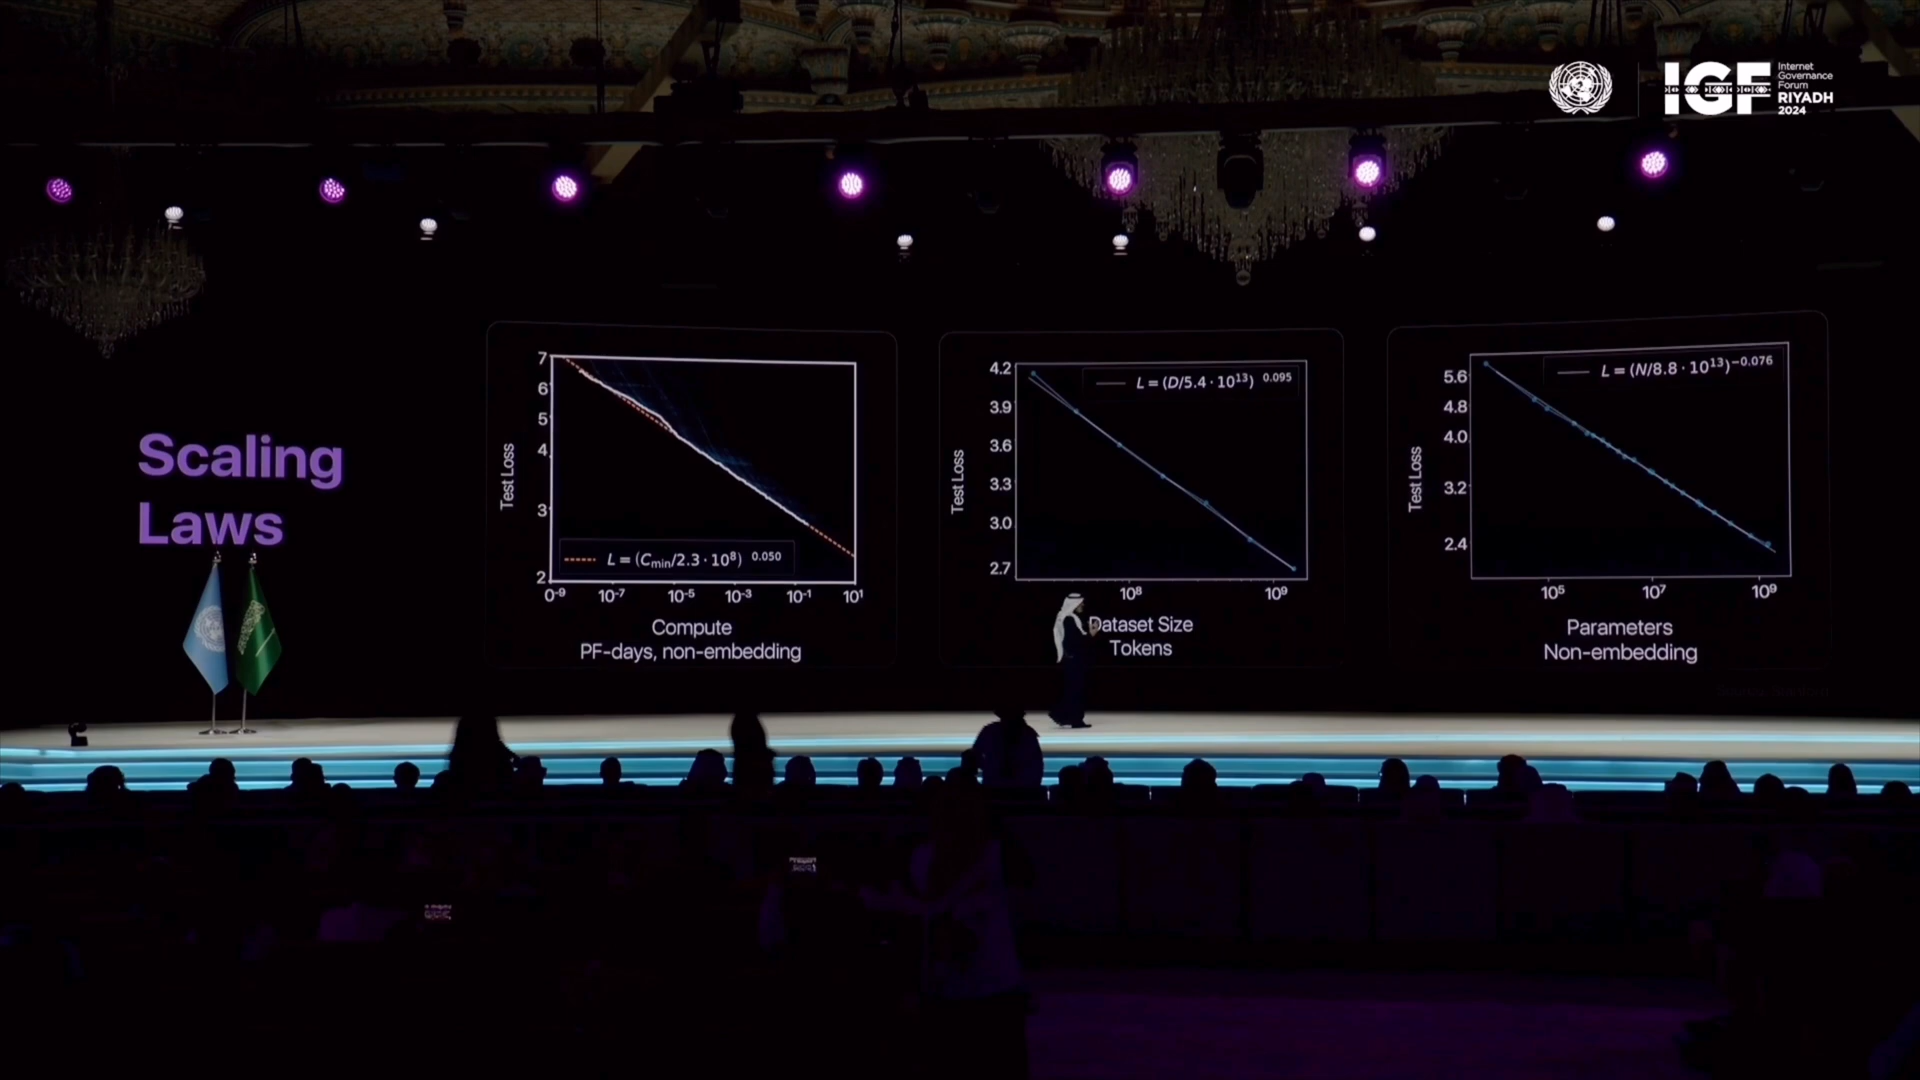 IGF
Internet
Governance
Forum
RIYADH
2024
Scaling
Laws
7
6
5
4
3
2
Test Loss
L = (Cmin/2.3 · 10⁸) 0.050
0⁻⁹ 10⁻⁷ 10⁻⁵ 10⁻³ 10⁻¹ 10¹
Compute
PF-days, non-embedding
4.2
3.9
3.6
3.3
3.0
2.7
Test Loss
L = (D/5.4 · 10¹³) 0.095
10⁸ 10⁹
Dataset Size
Tokens
5.6
4.8
4.0
3.2
2.4
Test Loss
L = (N/8.8 · 10¹³)⁻⁰·⁰⁷⁶
10⁵ 10⁷ 10⁹
Parameters
Non-embedding